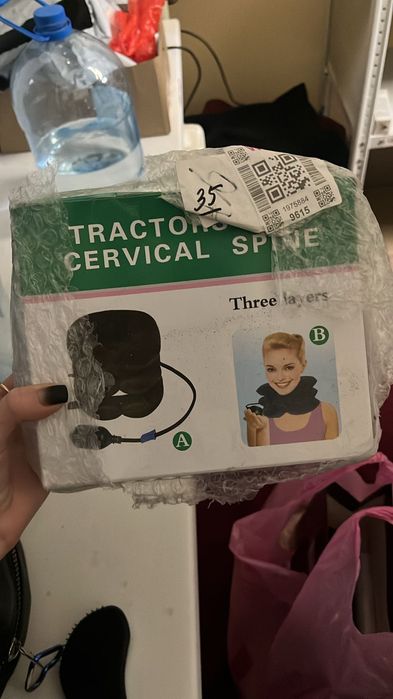 35
1975884
9615
TRACTORS
CERVICAL SPINE
Three layers
A
B